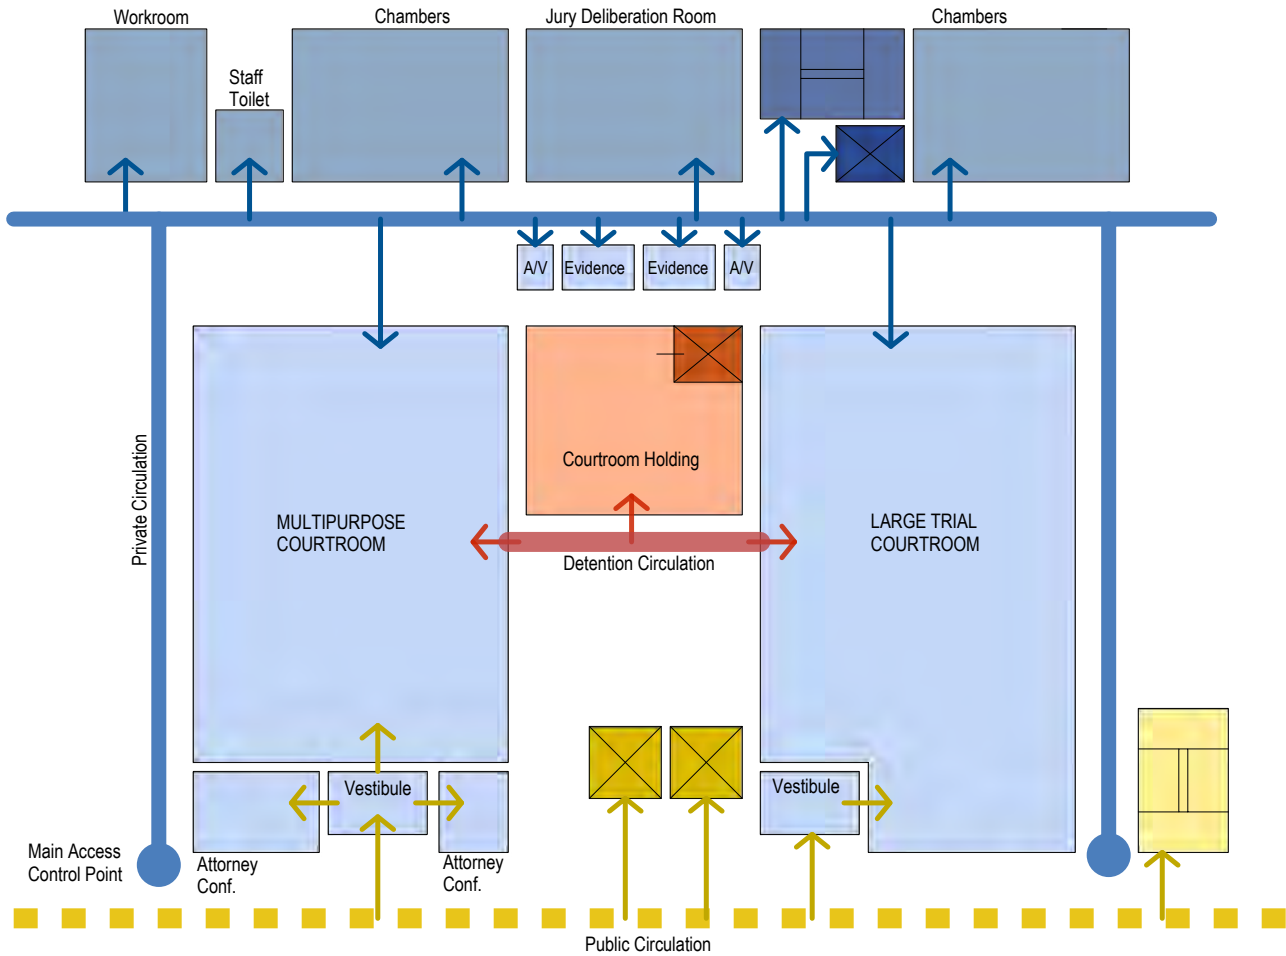 Workroom
Chambers
Jury Deliberation Room
Chambers
Staff
Toilet
A/V
Evidence
Evidence
A/V
Private Circulation
Courtroom Holding
MULTIPURPOSE
COURTROOM
LARGE TRIAL
COURTROOM
Detention Circulation
Vestibule
Vestibule
Main Access
Control Point
Attorney
Conf.
Attorney
Conf.
Public Circulation